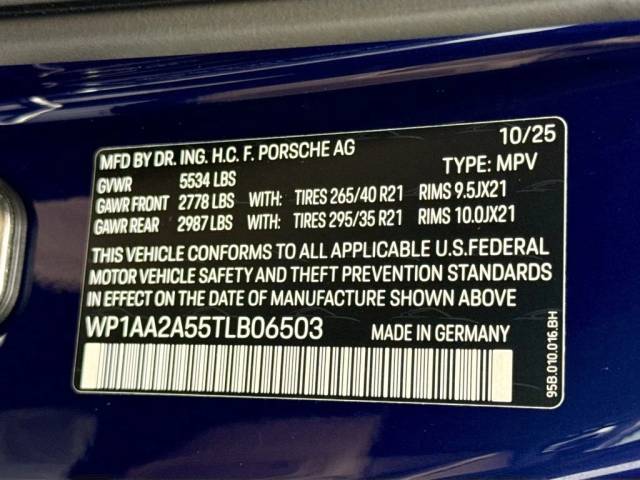 10/25
MFD BY DR. ING. H.C. F. PORSCHE AG
TYPE: MPV
GVWR 5534 LBS
GAWR FRONT 2778 LBS WITH: TIRES 265/40 R21 RIMS 9.5JX21
GAWR REAR 2987 LBS WITH: TIRES 295/35 R21 RIMS 10.0JX21
THIS VEHICLE CONFORMS TO ALL APPLICABLE U.S.FEDERAL
MOTOR VEHICLE SAFETY AND THEFT PREVENTION STANDARDS
IN EFFECT ON THE DATE OF MANUFACTURE SHOWN ABOVE
WP1AA2A55TLB06503 MADE IN GERMANY
95B.010.016.BH